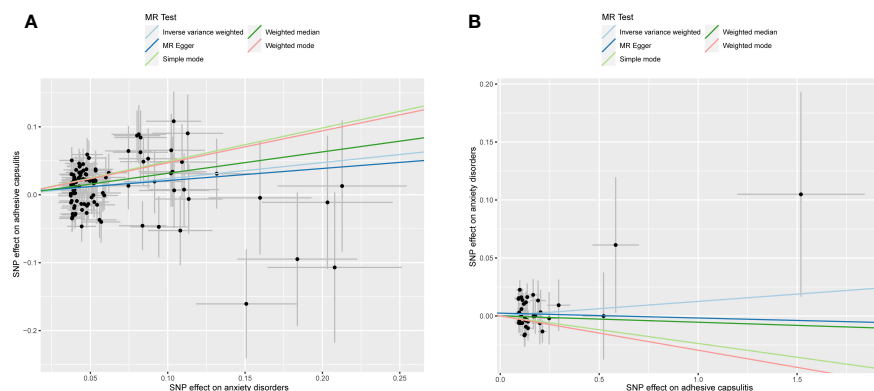 A
MR Test
Inverse variance weighted
Weighted median
MR Egger
Weighted mode
Simple mode
SNP effect on adhesive capsulitis
0.1
0.0
−0.1
−0.2
0.05
0.10
0.15
0.20
0.25
SNP effect on anxiety disorders
B
MR Test
Inverse variance weighted
Weighted median
MR Egger
Weighted mode
Simple mode
SNP effect on anxiety disorders
0.20
0.15
0.10
0.05
0.00
0.0
0.5
1.0
1.5
SNP effect on adhesive capsulitis